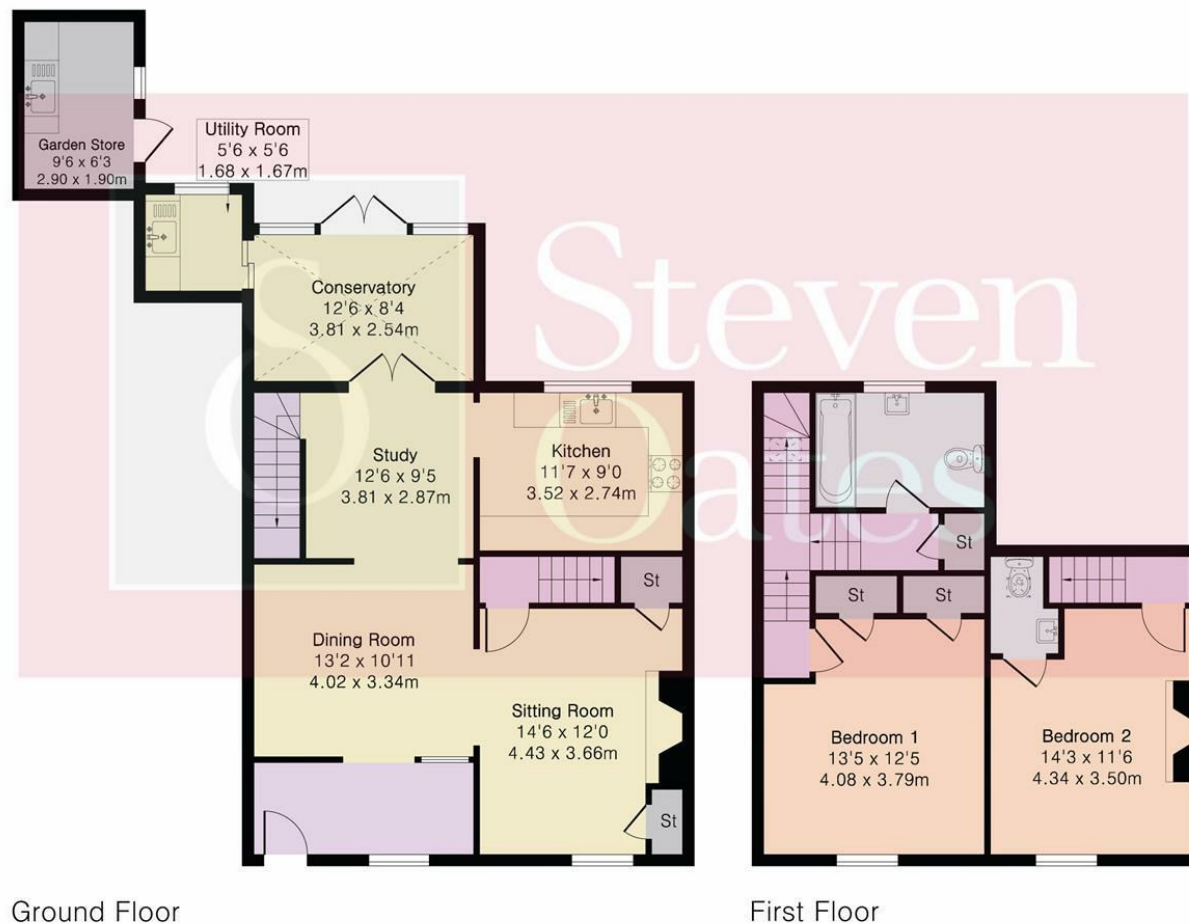 Garden Store
9'6 x 6'3
2.90 x 1.90m
Utility Room
5'6 x 5'6
1.68 x 1.67m
Conservatory
12'6 x 8'4
3.81 x 2.54m
Steven
Oates
SO
Study
12'6 x 9'5
3.81 x 2.87m
Kitchen
11'7 x 9'0
3.52 x 2.74m
St
Dining Room
13'2 x 10'11
4.02 x 3.34m
Sitting Room
14'6 x 12'0
4.43 x 3.66m
St
St
St
St
Bedroom 1
13'5 x 12'5
4.08 x 3.79m
Bedroom 2
14'3 x 11'6
4.34 x 3.50m
Ground Floor
First Floor